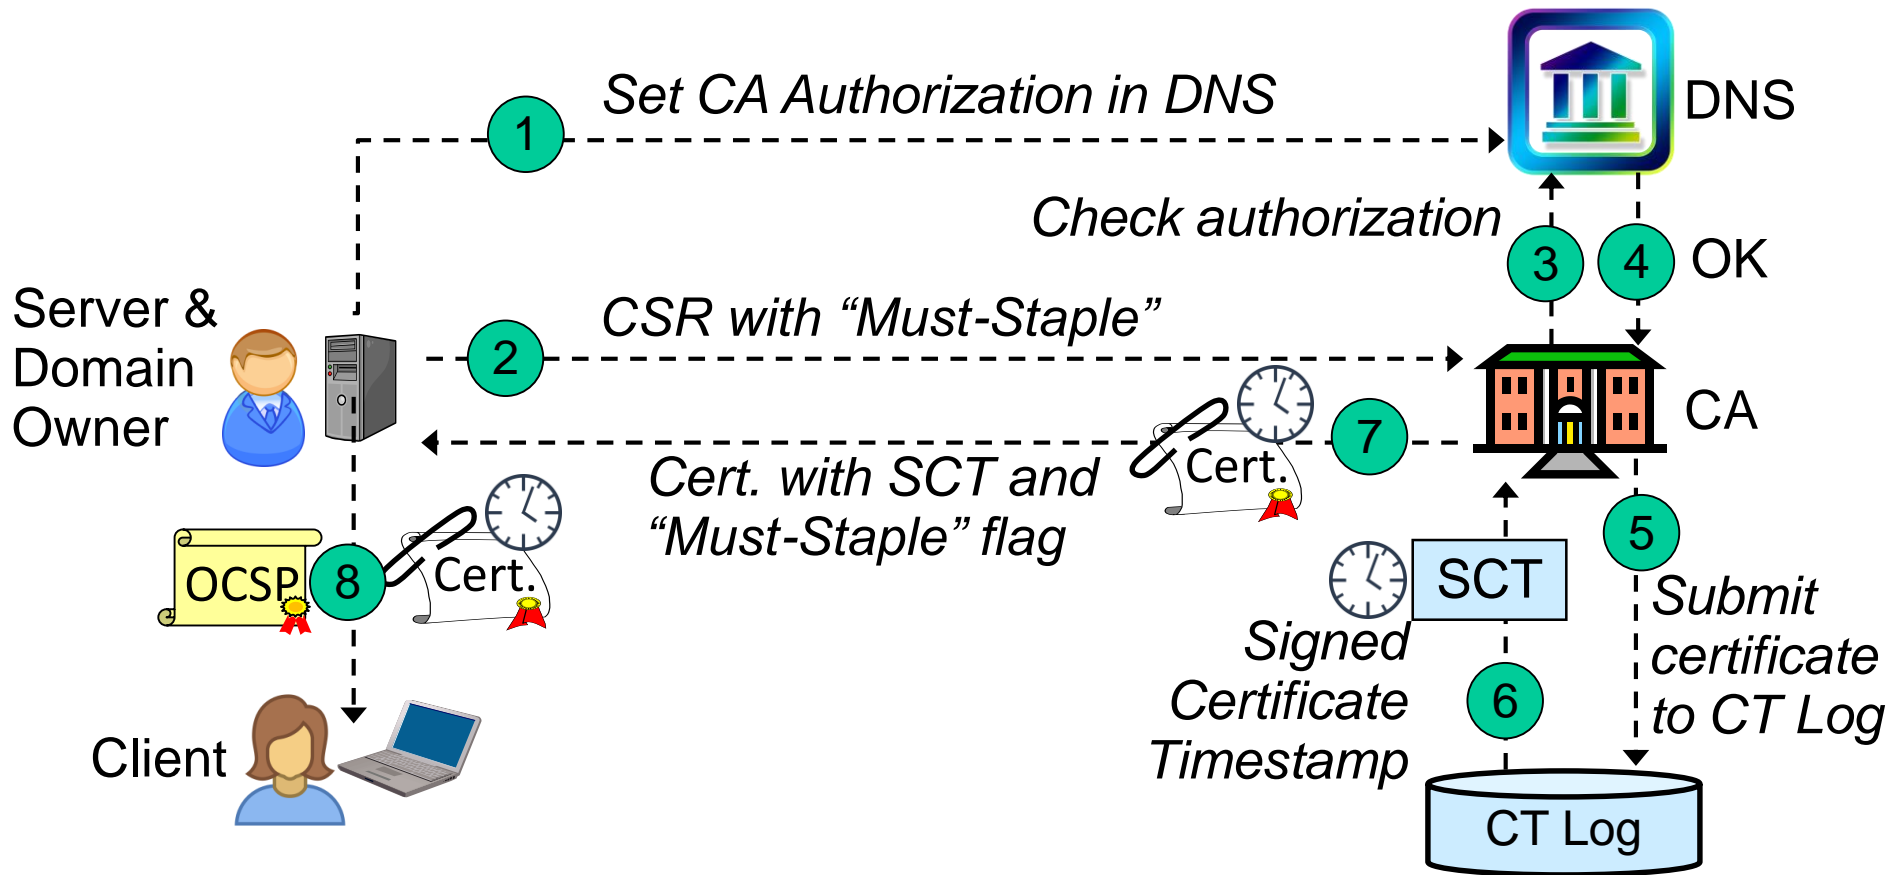 Set CA Authorization in DNS
1
DNS
Check authorization
3
4
OK
Server &
Domain
Owner
CSR with “Must-Staple”
2
CA
7
Cert.
Cert. with SCT and
“Must-Staple” flag
OCSP
8
Cert.
5
SCT
Submit
certificate
to CT Log
Signed
Certificate
Timestamp
6
Client
CT Log